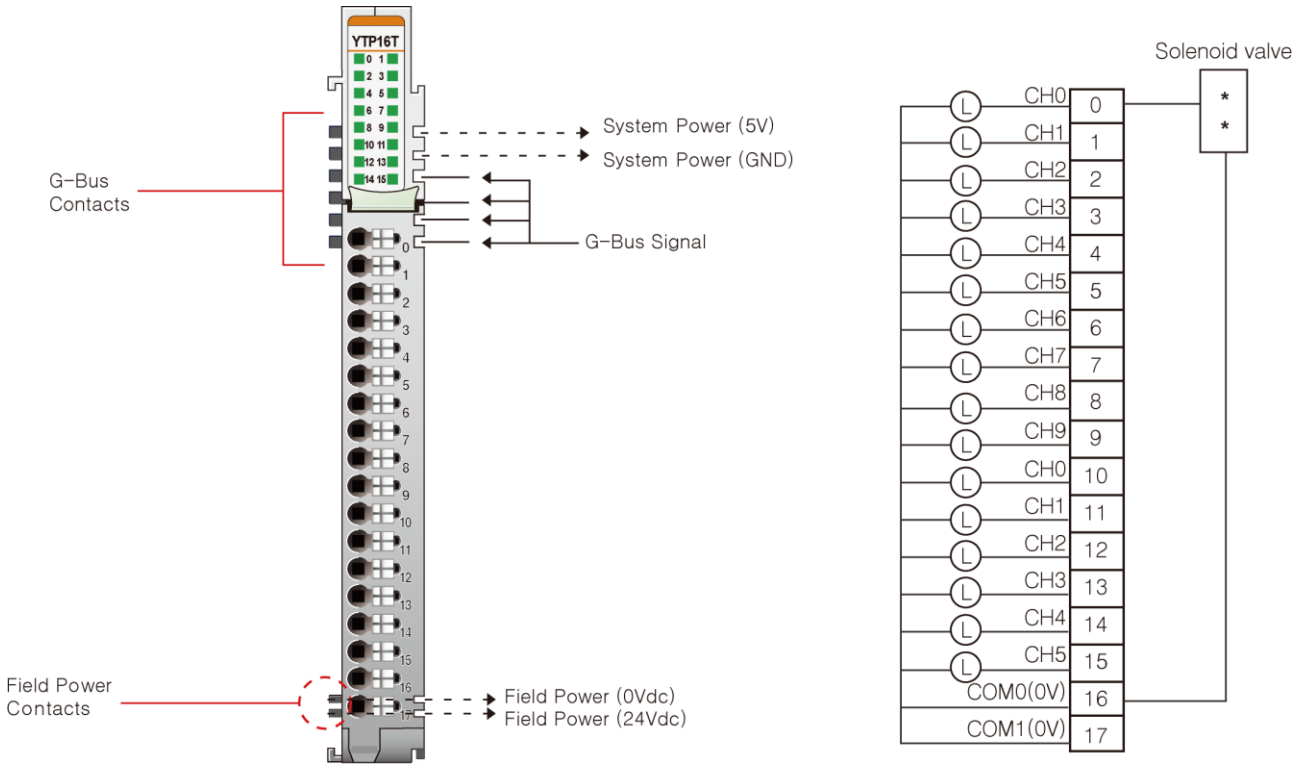 YTP16T
0 1
2 3
4 5
6 7
8 9
10 11
12 13
14 15
System Power (5V)
System Power (GND)
G-Bus
Contacts
G-Bus Signal
0
1
2
3
4
5
6
7
8
9
10
11
12
13
14
15
16
17
Field Power
Contacts
Field Power (0Vdc)
Field Power (24Vdc)
Solenoid valve
*
*
L CH0 0
L CH1 1
L CH2 2
L CH3 3
L CH4 4
L CH5 5
L CH6 6
L CH7 7
L CH8 8
L CH9 9
L CH0 10
L CH1 11
L CH2 12
L CH3 13
L CH4 14
L CH5 15
COM0(0V) 16
COM1(0V) 17